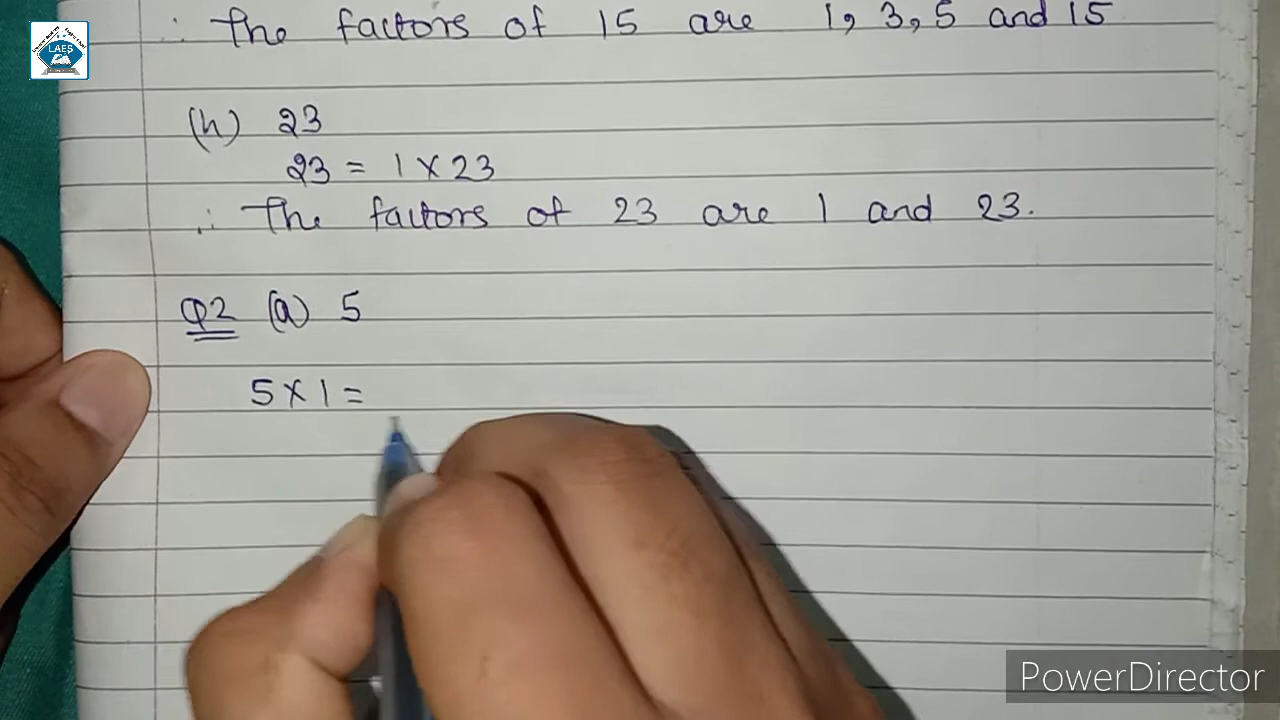 ∴ The factors of 15 are 1, 3, 5 and 15
LAES
(h) 23
23 = 1 × 23
∴ The factors of 23 are 1 and 23.
Q2 (a) 5
5 × 1 =
PowerDirector